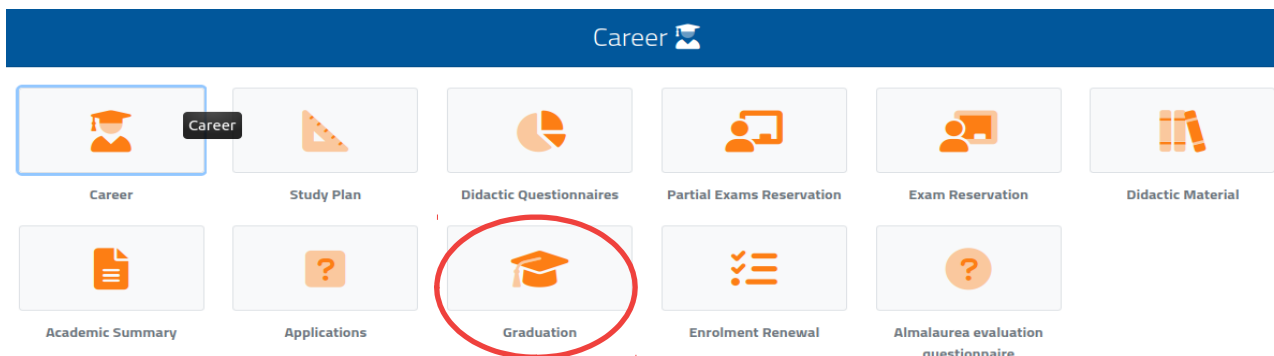 Career
Career
Career
Study Plan
Didactic Questionnaires
Partial Exams Reservation
Exam Reservation
Didactic Material
?
?
Academic Summary
Applications
Graduation
Enrolment Renewal
Almalaurea evaluation
questionnaire